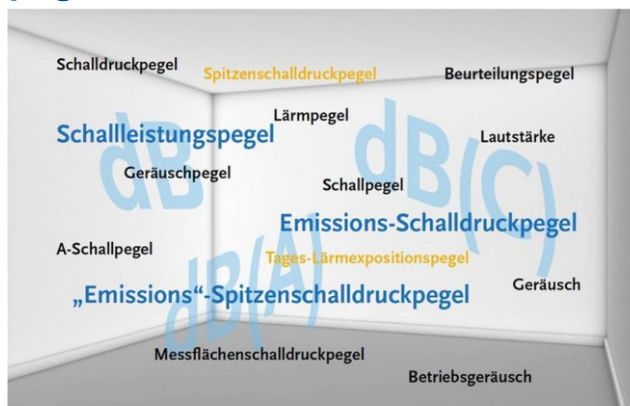 Schalldruckpegel
Spitzenschalldruckpegel
Beurteilungspegel
Lärmpegel
Schallleistungspegel
Lautstärke
dB
dB(C)
Geräuschpegel
Schallpegel
Emissions-Schalldruckpegel
A-Schallpegel
Tages-Lärmexpositionspegel
dB(A)
Geräusch
„Emissions“-Spitzenschalldruckpegel
Messflächenschalldruckpegel
Betriebsgeräusch